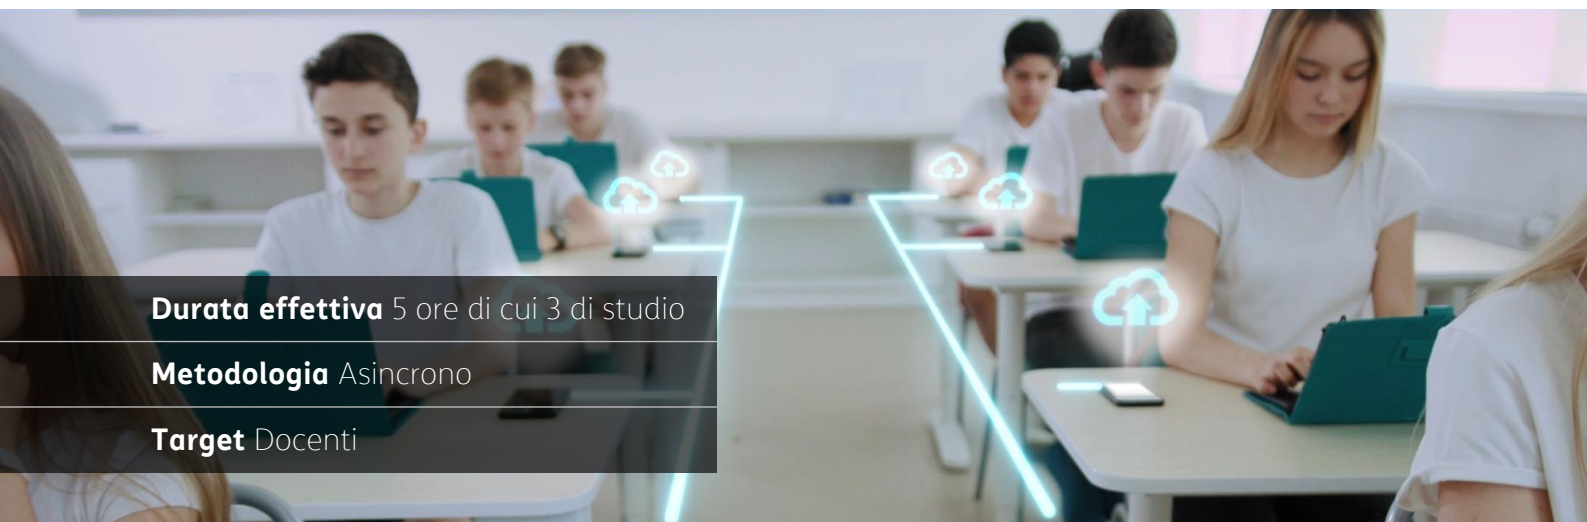 Durata effettiva 5 ore di cui 3 di studio
Metodologia Asincrono
Target Docenti